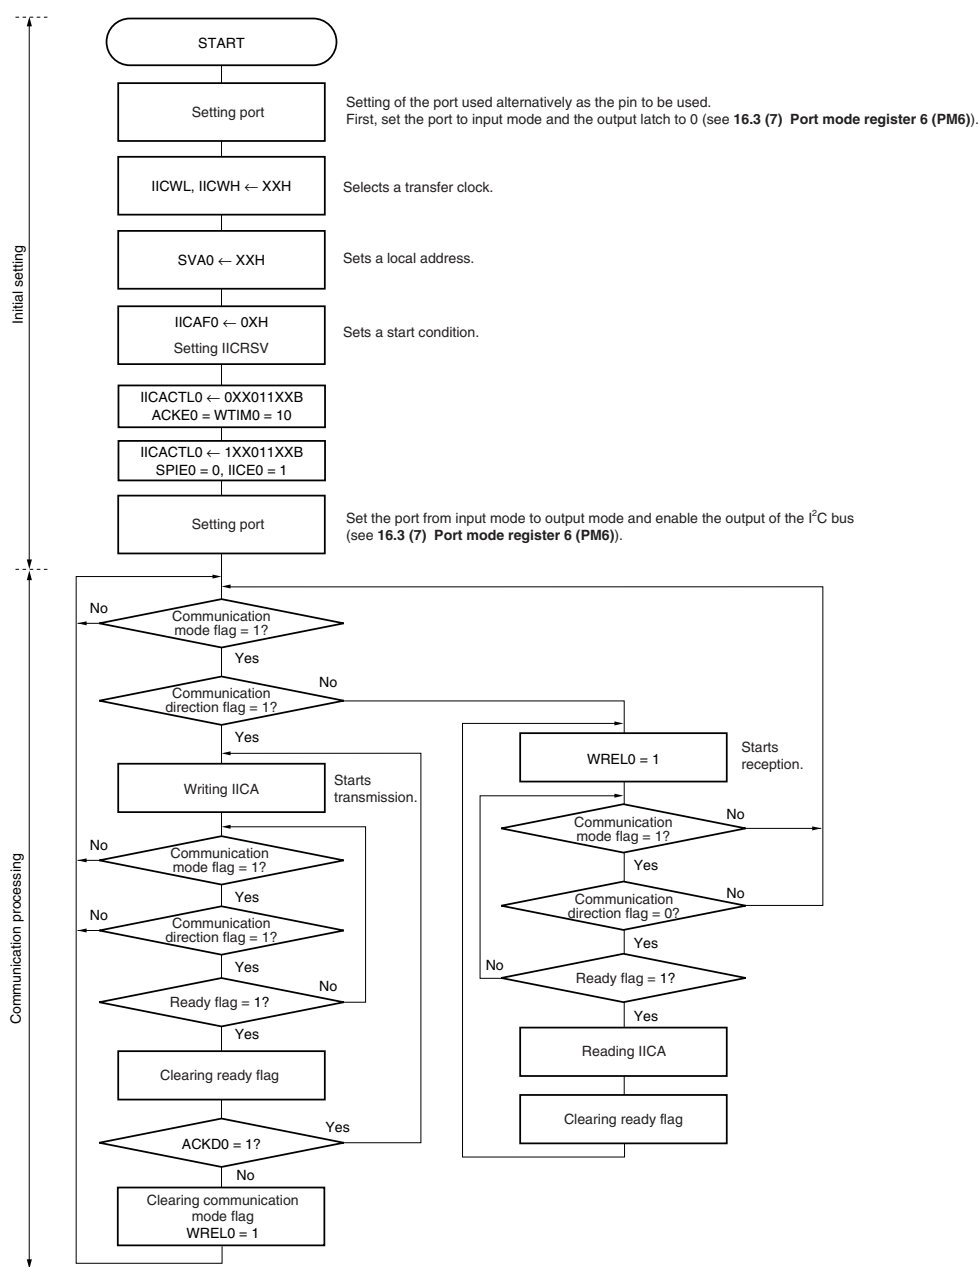 START
Setting port
Setting of the port used alternatively as the pin to be used.
First, set the port to input mode and the output latch to 0 (see 16.3 (7) Port mode register 6 (PM6)).
IICWL, IICWH ← XXH
Selects a transfer clock.
SVA0 ← XXH
Sets a local address.
Initial setting
IICAF0 ← 0XH
Setting IICRSV
Sets a start condition.
IICACTL0 ← 0XX011XXB
ACKE0 = WTIM0 = 10
IICACTL0 ← 1XX011XXB
SPIE0 = 0, IICE0 = 1
Setting port
Set the port from input mode to output mode and enable the output of the I²C bus
(see 16.3 (7) Port mode register 6 (PM6)).
No
Communication
mode flag = 1?
Yes
No
Communication
direction flag = 1?
Yes
Writing IICA
Starts
transmission.
No
Communication
mode flag = 1?
Yes
No
Communication
direction flag = 1?
Yes
No
Ready flag = 1?
Yes
Clearing ready flag
Yes
ACKD0 = 1?
No
Clearing communication
mode flag
WREL0 = 1
WREL0 = 1
Starts
reception.
No
Communication
mode flag = 1?
Yes
No
Communication
direction flag = 0?
Yes
No
Ready flag = 1?
Yes
Reading IICA
Clearing ready flag
Communication processing